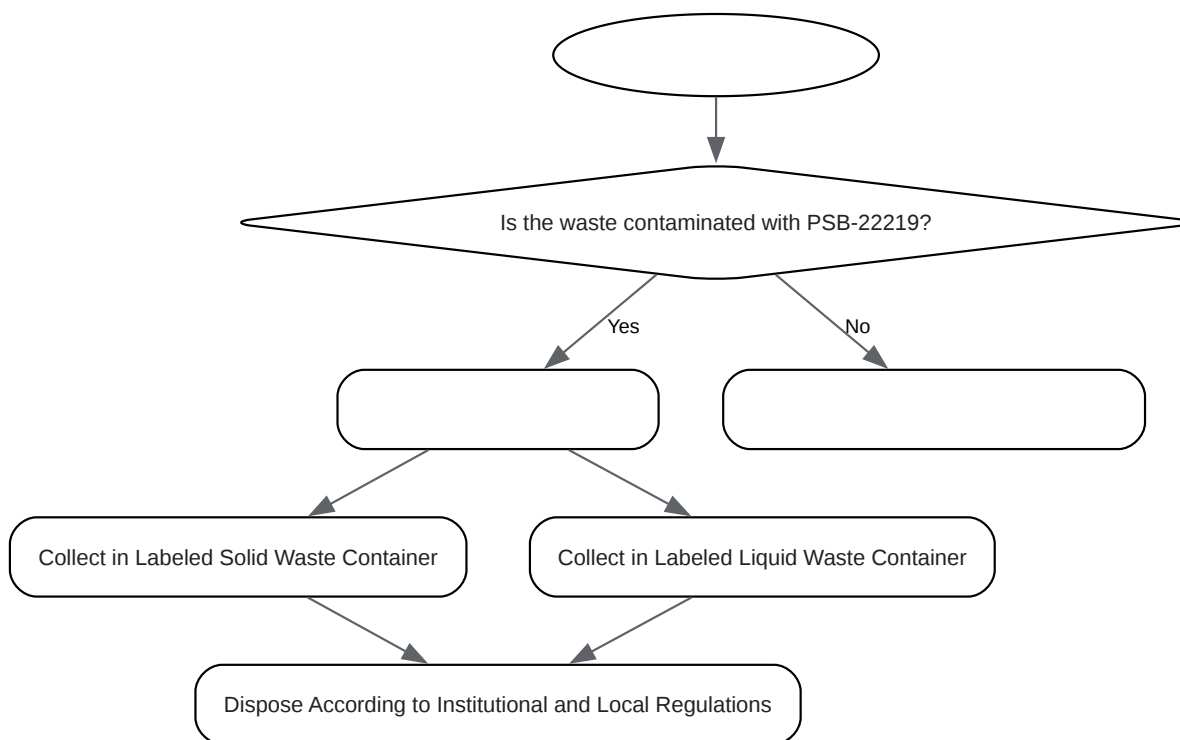 Is the waste contaminated with PSB-22219?
Yes
No
Collect in Labeled Solid Waste Container
Collect in Labeled Liquid Waste Container
Dispose According to Institutional and Local Regulations